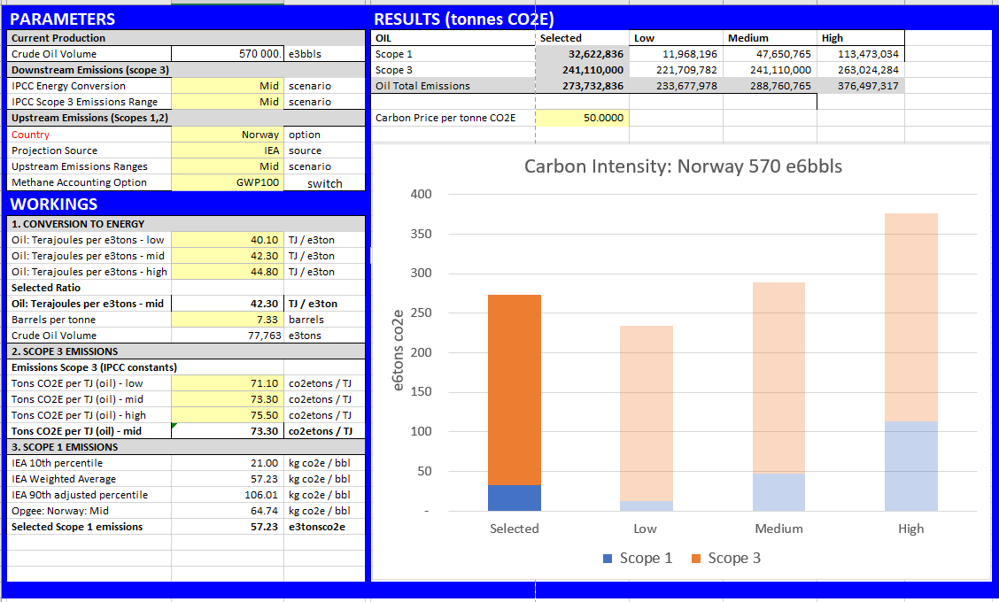 PARAMETERS
Current Production
Crude Oil Volume 570 000. e3bbls
Downstream Emissions (scope 3)
IPCC Energy Conversion Mid scenario
IPCC Scope 3 Emissions Range Mid scenario
Upstream Emissions (Scopes 1,2)
Country Norway option
Projection Source IEA source
Upstream Emissions Ranges Mid scenario
Methane Accounting Option GWP100 switch
WORKINGS
1. CONVERSION TO ENERGY
Oil: Terajoules per e3tons - low 40.10 TJ / e3ton
Oil: Terajoules per e3tons - mid 42.30 TJ / e3ton
Oil: Terajoules per e3tons - high 44.80 TJ / e3ton
Selected Ratio
Oil: Terajoules per e3tons - mid 42.30 TJ / e3ton
Barrels per tonne 7.33 barrels
Crude Oil Volume 77,763 e3tons
2. SCOPE 3 EMISSIONS
Emissions Scope 3 (IPCC constants)
Tons CO2E per TJ (oil) - low 71.10 co2etons / TJ
Tons CO2E per TJ (oil) - mid 73.30 co2etons / TJ
Tons CO2E per TJ (oil) - high 75.50 co2etons / TJ
Tons CO2E per TJ (oil) - mid 73.30 co2etons / TJ
3. SCOPE 1 EMISSIONS
IEA 10th percentile 21.00 kg co2e / bbl
IEA Weighted Average 57.23 kg co2e / bbl
IEA 90th adjusted percentile 106.01 kg co2e / bbl
Opgee: Norway: Mid 64.74 kg co2e / bbl
Selected Scope 1 emissions 57.23 e3tonsco2e
RESULTS (tonnes CO2E)
OIL Selected Low Medium High
Scope 1 32,622,836 11,968,196 47,650,765 113,473,034
Scope 3 241,110,000 221,709,782 241,110,000 263,024,284
Oil Total Emissions 273,732,836 233,677,978 288,760,765 376,497,317
Carbon Price per tonne CO2E 50.0000
Carbon Intensity: Norway 570 e6bbls
e6tons co2e
400
350
300
250
200
150
100
50
-
Selected Low Medium High
Scope 1 Scope 3